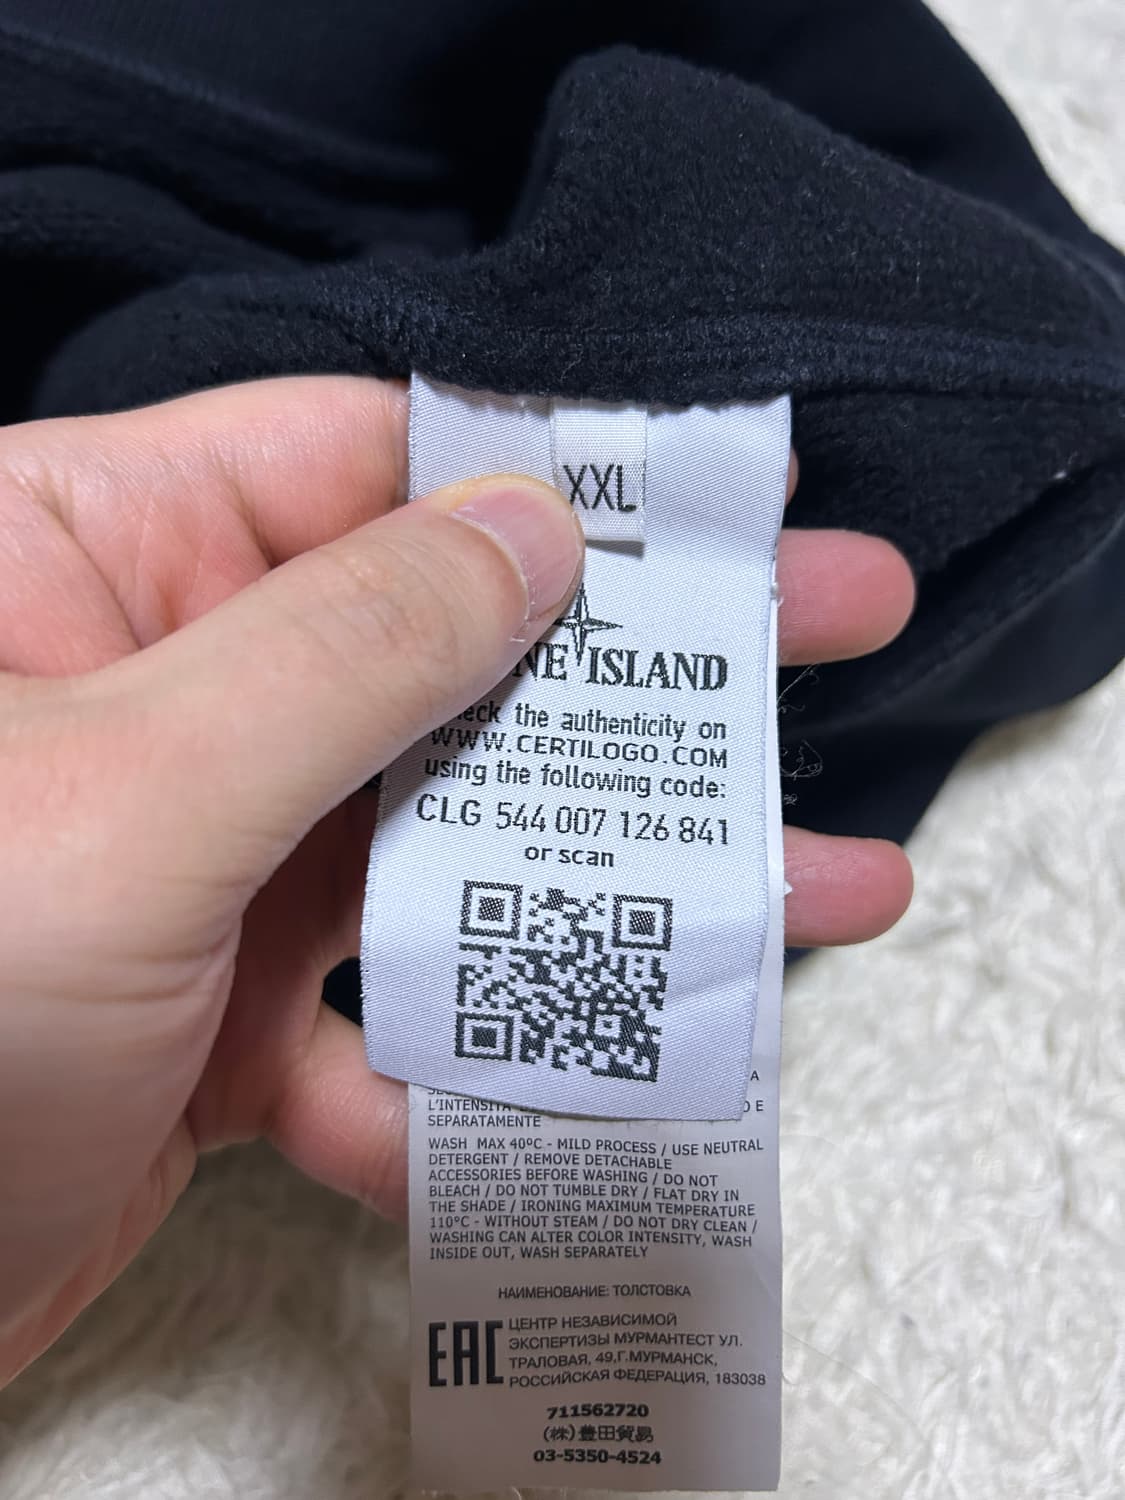 XXL
NE ISLAND
the authenticity on
WWW.CERTILOGO.COM
using the following code:
CLG 544 007 126 841
or scan
A
L'INTENSITÀ
E
SEPARATAMENTE
WASH MAX 40ºC - MILD PROCESS / USE NEUTRAL
DETERGENT / REMOVE DETACHABLE
ACCESSORIES BEFORE WASHING / DO NOT
BLEACH / DO NOT TUMBLE DRY / FLAT DRY IN
THE SHADE / IRONING MAXIMUM TEMPERATURE
110ºC - WITHOUT STEAM / DO NOT DRY CLEAN /
WASHING CAN ALTER COLOR INTENSITY, WASH
INSIDE OUT, WASH SEPARATELY
НАИМЕНОВАНИЕ: ТОЛСТОВКА
EAC
ЦЕНТР НЕЗАВИСИМОЙ
ЭКСПЕРТИЗЫ МУРМАНТЕСТ УЛ.
ТРАЛОВАЯ, 49,Г.МУРМАНСК,
РОССИЙСКАЯ ФЕДЕРАЦИЯ, 183038
711562720
(株)豊田貿易
03-5350-4524